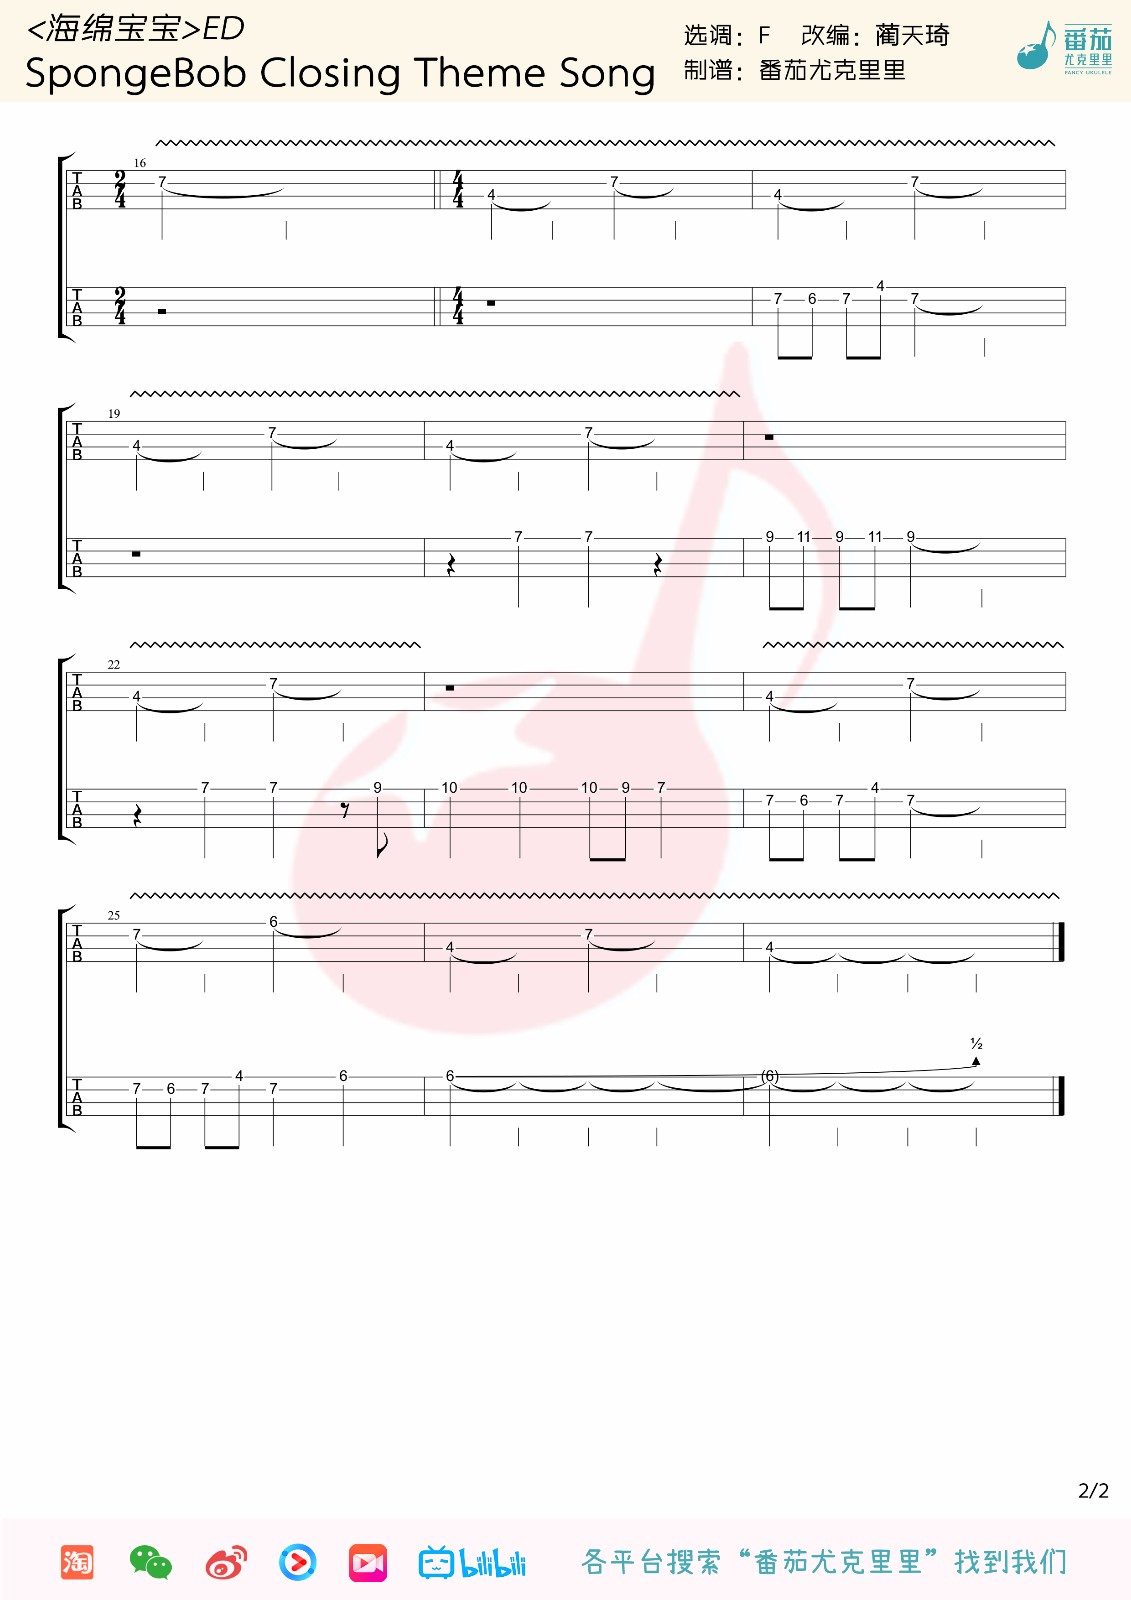 <海绵宝宝>ED
SpongeBob Closing Theme Song
选调：F 改编：蔺天琦
制谱：番茄尤克里里
番茄
尤克里里
FANCY UKULELE
16
T A B 2 4 7 4 4 4 7 4 7
T A B 2 4 4 4 7 6 7 4 7
19
T A B 4 7 4 7
T A B 7 7 9 11 9 11 9
22
T A B 4 7 4 7
T A B 7 7 9 10 10 10 9 7 7 6 7 4 7
25
T A B 7 6 4 7 4
½
T A B 7 6 7 4 7 6 6 (6)
2/2
淘
bilibili
各平台搜索“番茄尤克里里”找到我们